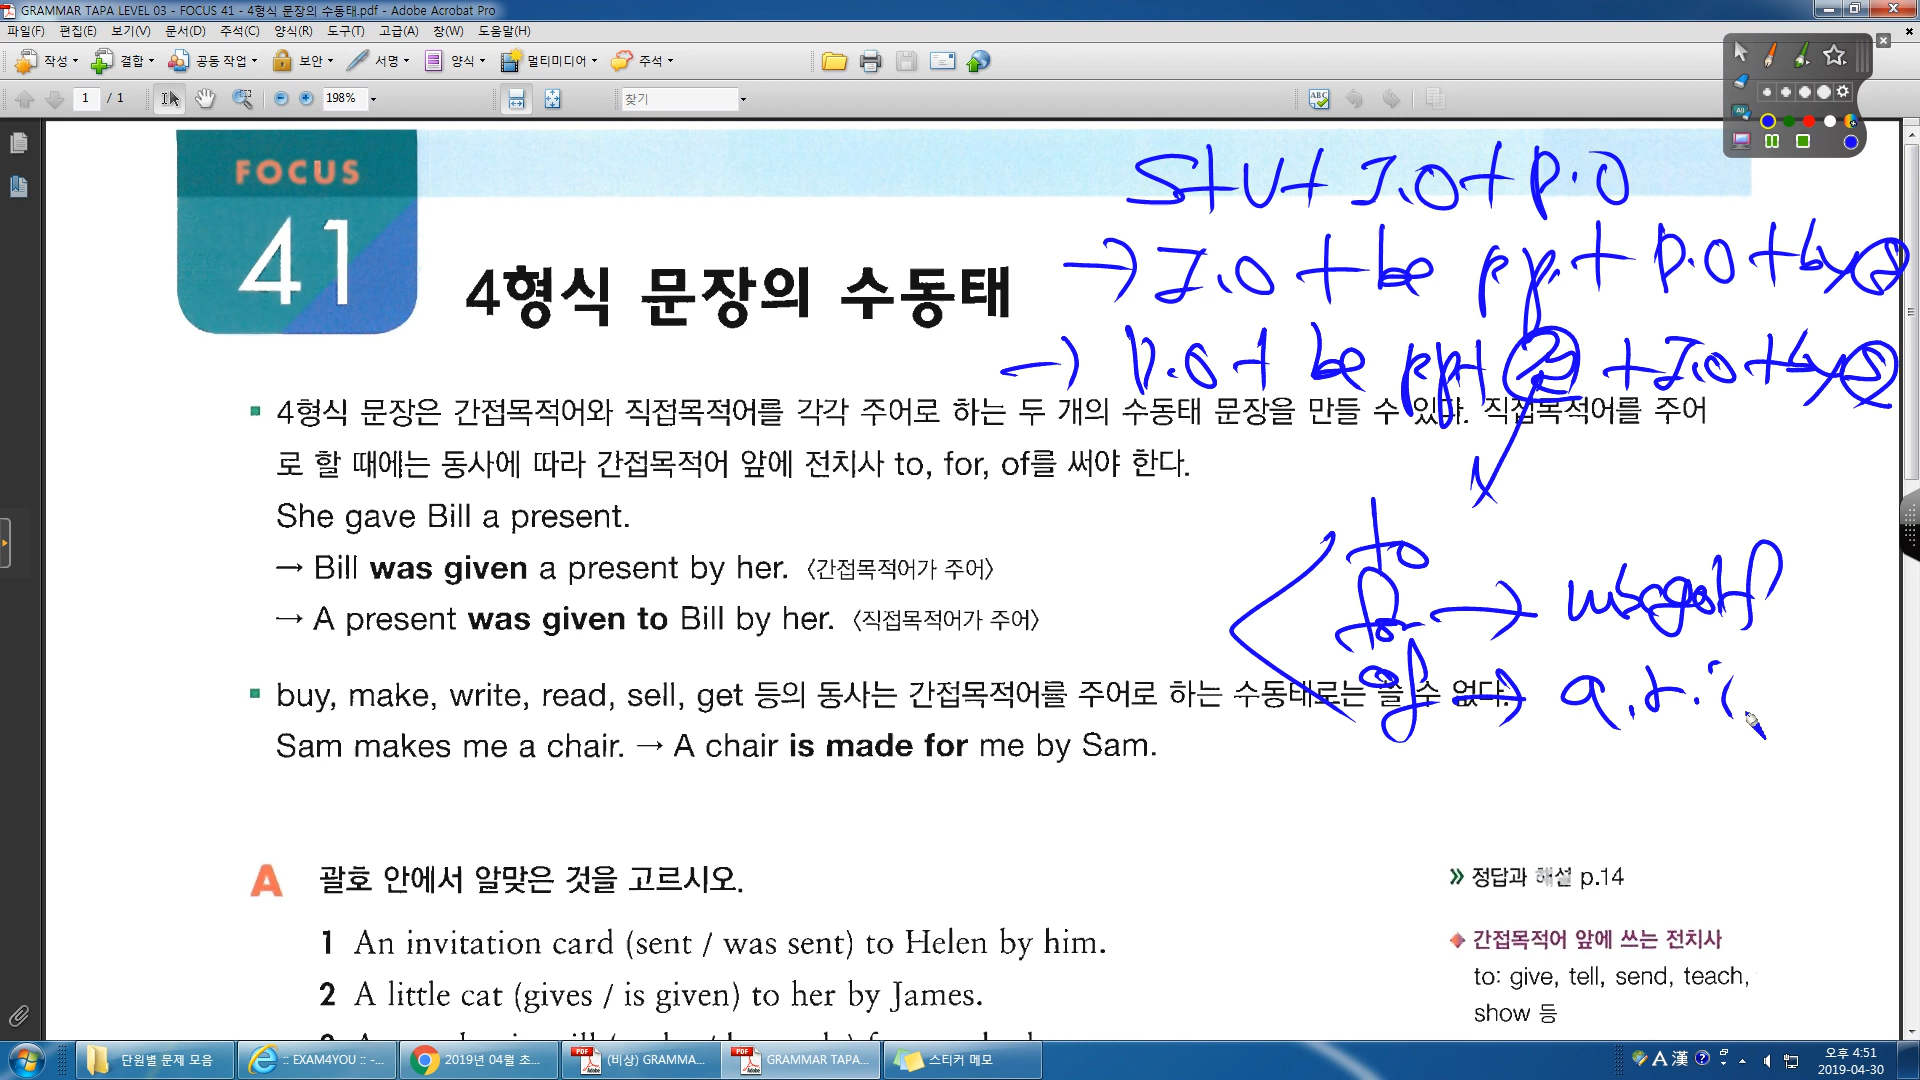 GRAMMAR TAPA LEVEL 03 - FOCUS 41 - 4형식 문장의 수동태.pdf - Adobe Acrobat Pro
파일(F) 편집(E) 보기(V) 문서(D) 주석(C) 양식(R) 도구(T) 고급(A) 창(W) 도움말(H)
작성 결합 공동 작업 보안 서명 양식 멀티미디어 주석
1 / 1 198% 찾기
FOCUS
41
4형식 문장의 수동태
S+V+ I.O+ D.O
→ I.O + be pp.+ D.O + by S
→ D.O + be pp+ 전 + I.O + by S
4형식 문장은 간접목적어와 직접목적어를 각각 주어로 하는 두 개의 수동태 문장을 만들 수 있다. 직접목적어를 주어
로 할 때에는 동사에 따라 간접목적어 앞에 전치사 to, for, of를 써야 한다.
She gave Bill a present.
→ Bill was given a present by her. 〈간접목적어가 주어〉
→ A present was given to Bill by her. 〈직접목적어가 주어〉
to
for →
of → a.r.i
buy, make, write, read, sell, get 등의 동사는 간접목적어를 주어로 하는 수동태로는 쓸 수 없다.
Sam makes me a chair. → A chair is made for me by Sam.
A 괄호 안에서 알맞은 것을 고르시오.
1 An invitation card (sent / was sent) to Helen by him.
2 A little cat (gives / is given) to her by James.
정답과 해설 p.14
간접목적어 앞에 쓰는 전치사
to: give, tell, send, teach,
show 등
단원별 문제 모음 :: EXAM4YOU :: -... 2019년 04월 초... (비상) GRAMMA... GRAMMAR TAPA... 스티커 메모
A 漢
오후 4:51
2019-04-30